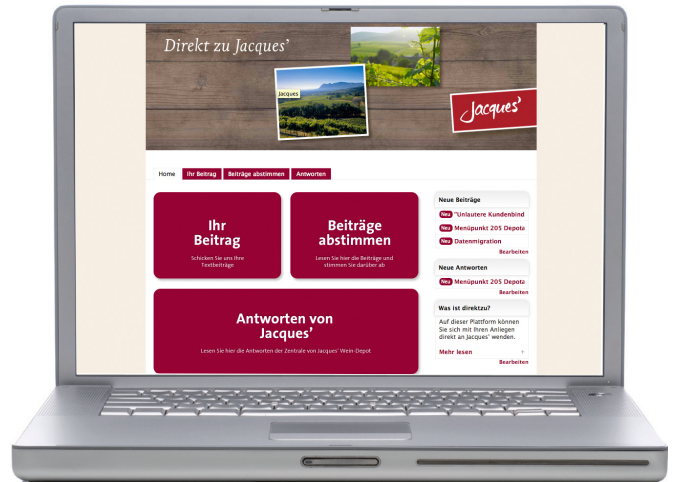 Direkt zu Jacques'
Jacques
Jacques'
Home
Ihr Beitrag
Beiträge abstimmen
Antworten
Ihr
Beitrag
Schicken Sie uns Ihre
Textbeiträge
Beiträge
abstimmen
Lesen Sie hier die Beiträge und
stimmen Sie darüber ab
Antworten von
Jacques'
Lesen Sie hier die Antworten der Zentrale von Jacques' Wein-Depot
Neue Beiträge
Neu "Unlautere Kundenbind
Neu Menüpunkt 205 Depota
Neu Datenmigration
Bearbeiten
Neue Antworten
Neu Menüpunkt 205 Depota
Bearbeiten
Was ist direktzu?
Auf dieser Plattform können
Sie sich mit Ihren Anliegen
direkt an Jacques' wenden.
Mehr lesen
Bearbeiten